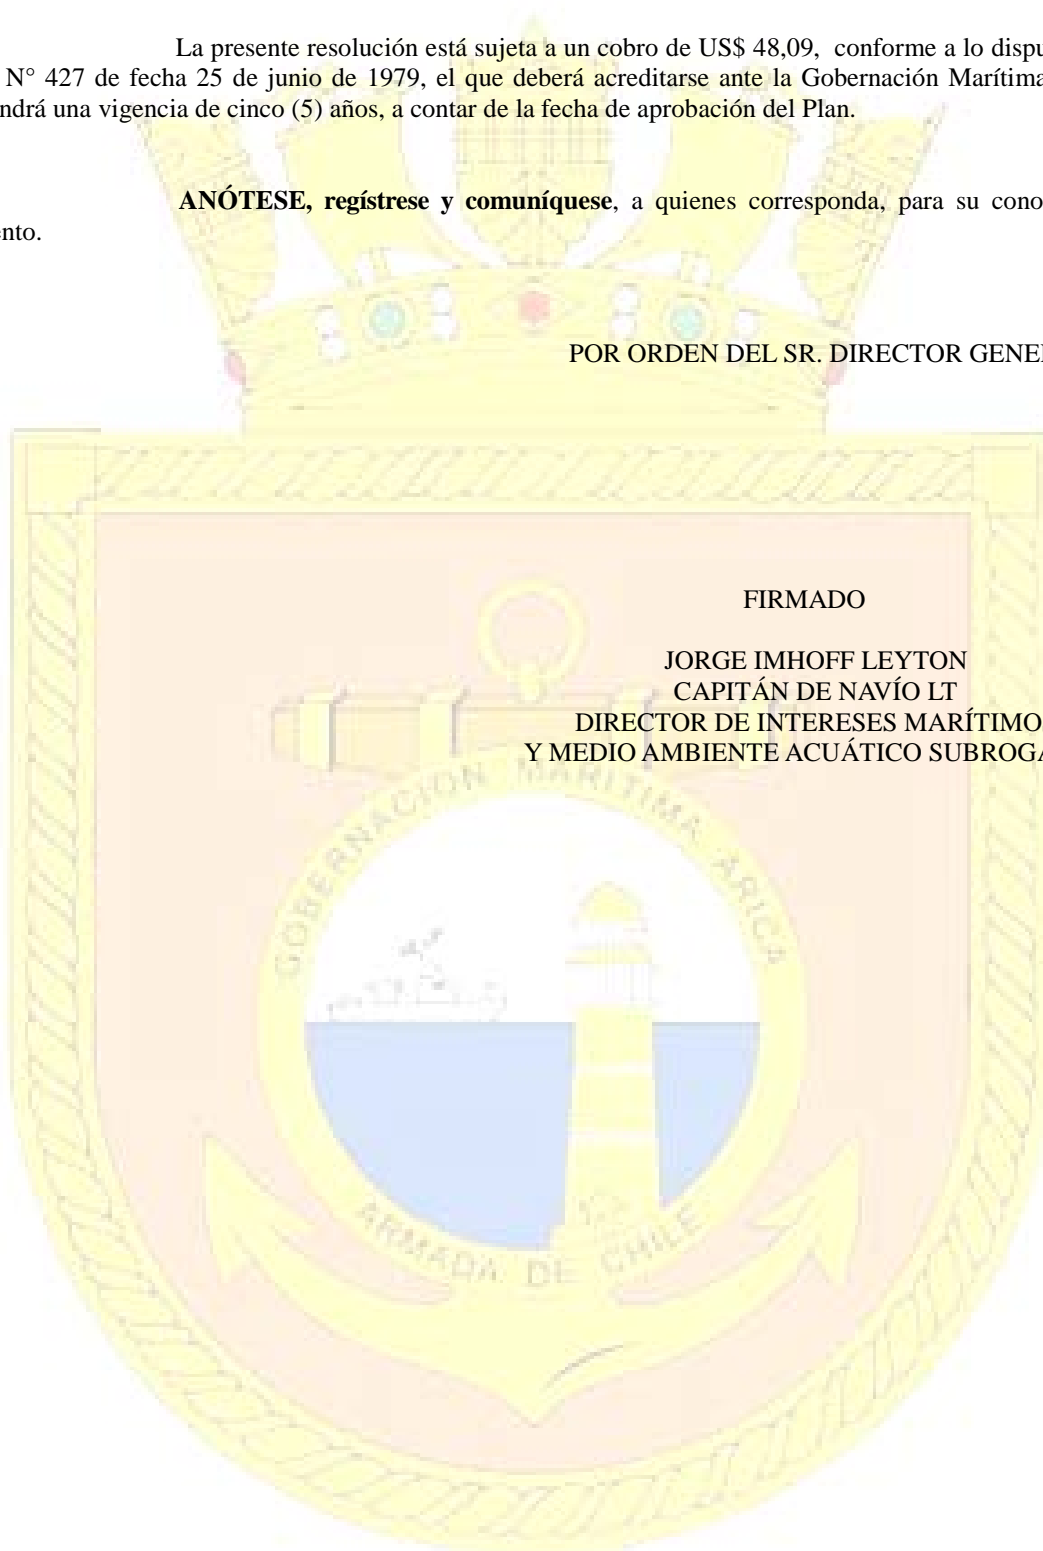 La presente resolución está sujeta a un cobro de US$ 48,09, conforme a lo dispu
N° 427 de fecha 25 de junio de 1979, el que deberá acreditarse ante la Gobernación Marítima
ndrá una vigencia de cinco (5) años, a contar de la fecha de aprobación del Plan.
ANÓTESE, regístrese y comuníquese, a quienes corresponda, para su cono
ento.
POR ORDEN DEL SR. DIRECTOR GENE
FIRMADO
JORGE IMHOFF LEYTON
CAPITÁN DE NAVÍO LT
DIRECTOR DE INTERESES MARÍTIMO
Y MEDIO AMBIENTE ACUÁTICO SUBROGA
GOBERNACION MARITIMA ARICA
ARMADA DE CHILE